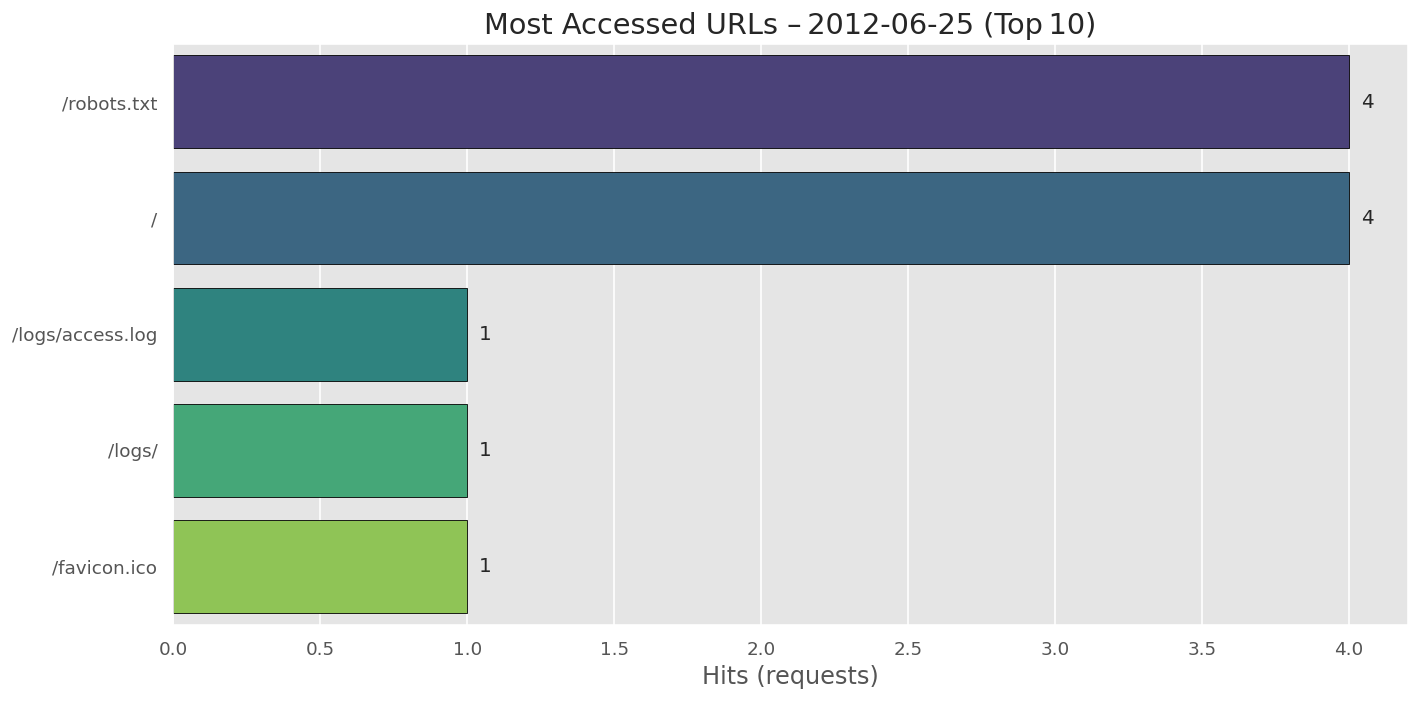 Most Accessed URLs – 2012-06-25 (Top 10)
/robots.txt
4
/
4
/logs/access.log
1
/logs/
1
/favicon.ico
1
0.0 0.5 1.0 1.5 2.0 2.5 3.0 3.5 4.0
Hits (requests)